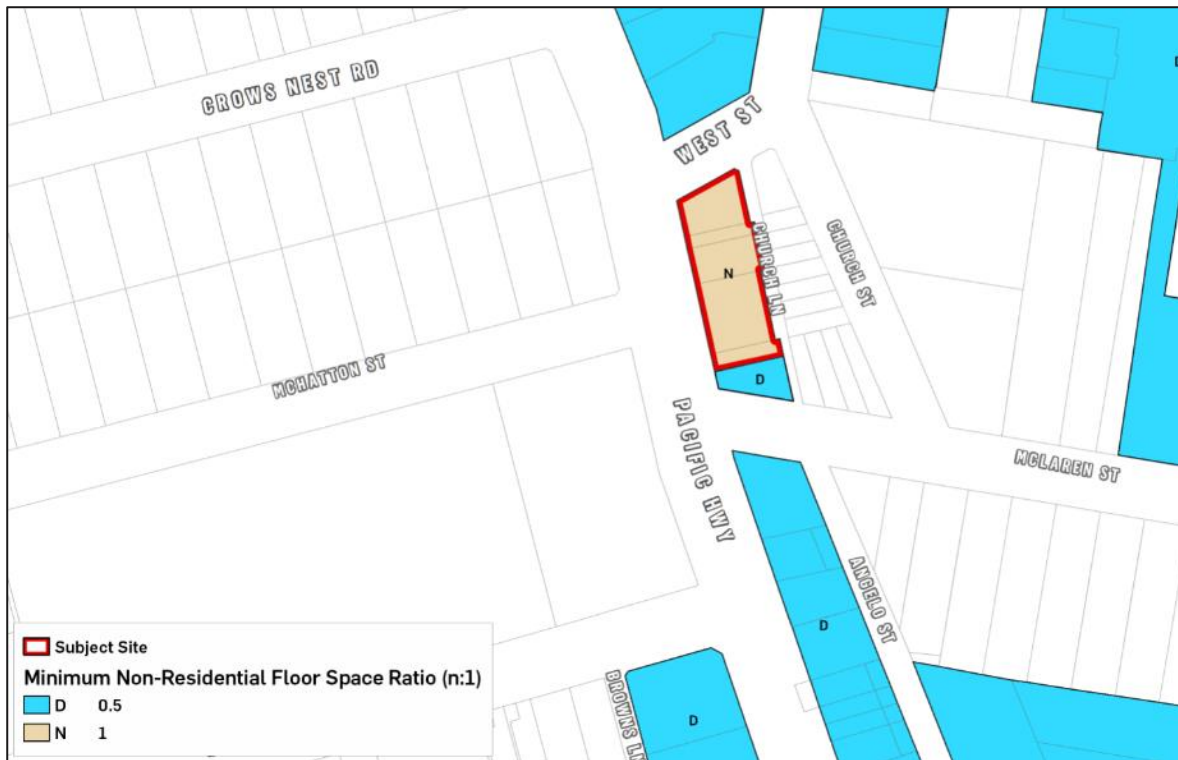 CROWS NEST RD
WEST ST
N
CHURCH LN
CHURCH ST
MCHATTON ST
D
PACIFIC HWY
MCLAREN ST
ANGELO ST
D
BROWNS LN
D
Subject Site
Minimum Non-Residential Floor Space Ratio (n:1)
D 0.5
N 1